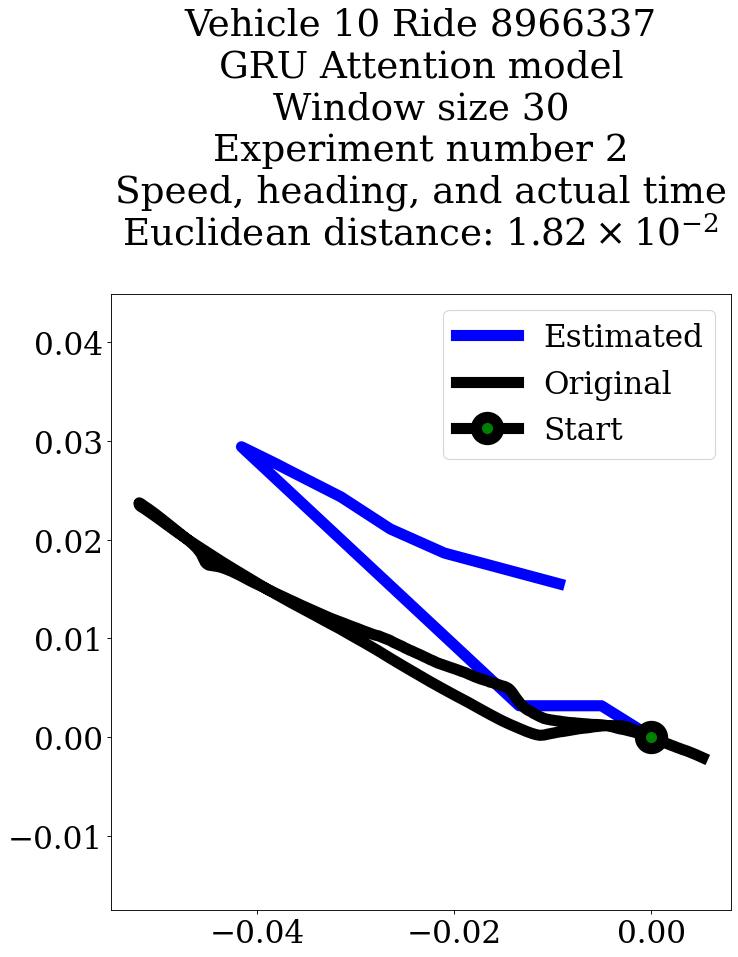 Vehicle 10 Ride 8966337
GRU Attention model
Window size 30
Experiment number 2
Speed, heading, and actual time
Euclidean distance: 1.82 × 10⁻²
Estimated
Original
Start
0.04
0.03
0.02
0.01
0.00
−0.01
−0.04 −0.02 0.00